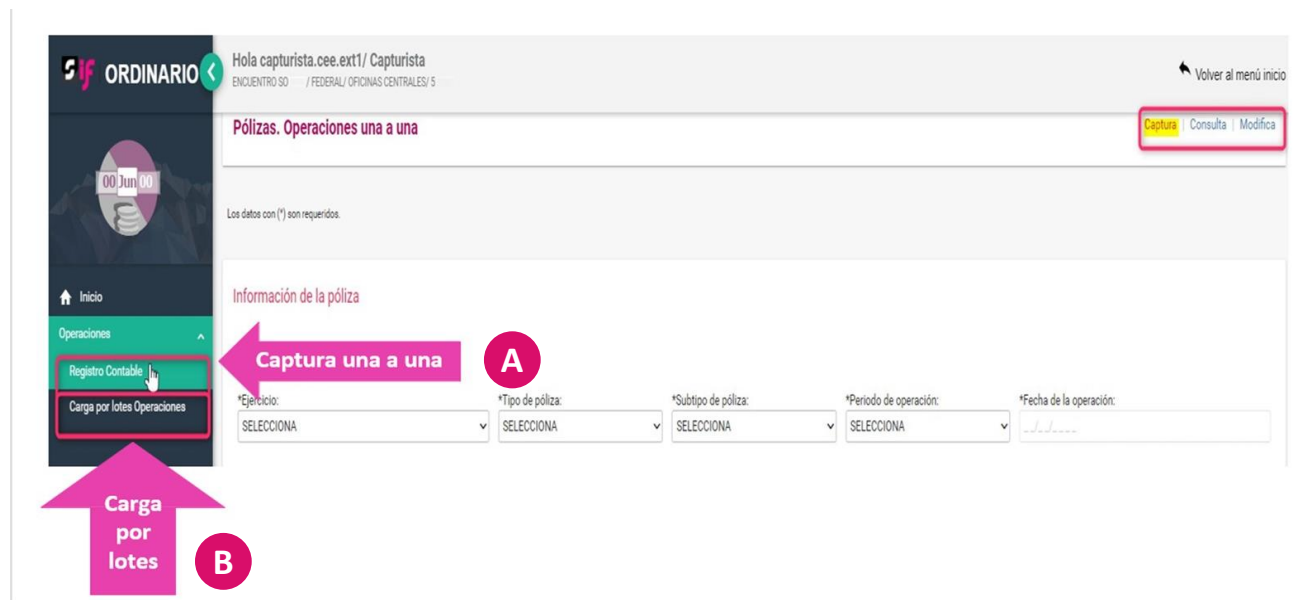 Sif ORDINARIO
Hola capturista.cee.ext1/ Capturista
ENCUENTRO SO / FEDERAL/ OFICINAS CENTRALES/ 5
Volver al menú inicio
Pólizas. Operaciones una a una
Captura | Consulta | Modifica
00 Jun 00
Los datos con (*) son requeridos.
Inicio
Información de la póliza
Operaciones
Captura una a una
A
Registro Contable
Carga por lotes Operaciones
*Ejercicio: *Tipo de póliza: *Subtipo de póliza: *Periodo de operación: *Fecha de la operación:
SELECCIONA SELECCIONA SELECCIONA SELECCIONA __/__/____
Carga
por
lotes
B